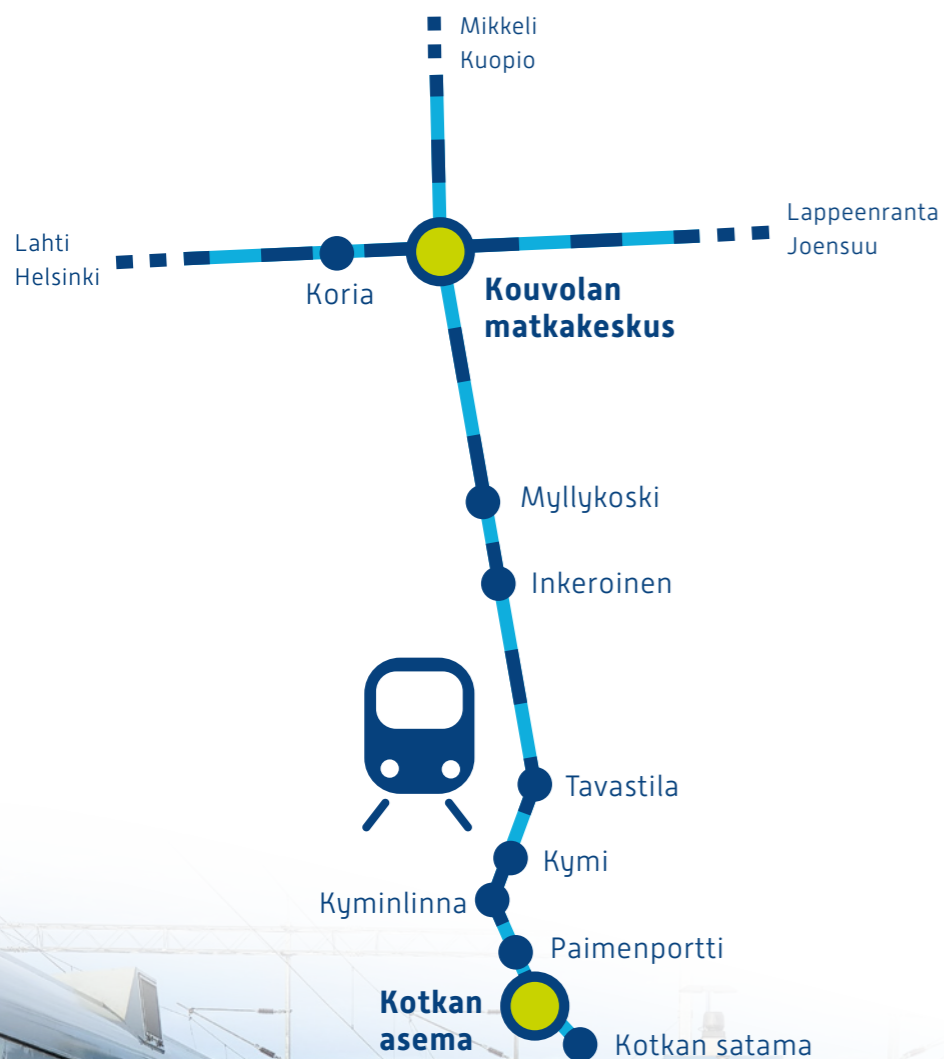 Mikkeli
Kuopio
Lappeenranta
Joensuu
Lahti
Helsinki
Koria
Kouvolan
matkakeskus
Myllykoski
Inkeroinen
Tavastila
Kymi
Kyminlinna
Paimenportti
Kotkan
asema
Kotkan satama